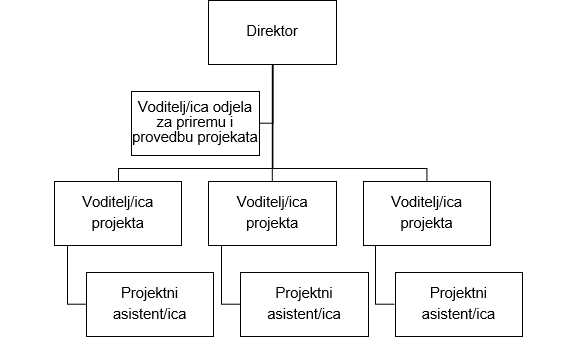 Direktor
Voditelj/ica odjela
za priremu i
provedbu projekata
Voditelj/ica
projekta
Voditelj/ica
projekta
Voditelj/ica
projekta
Projektni
asistent/ica
Projektni
asistent/ica
Projektni
asistent/ica